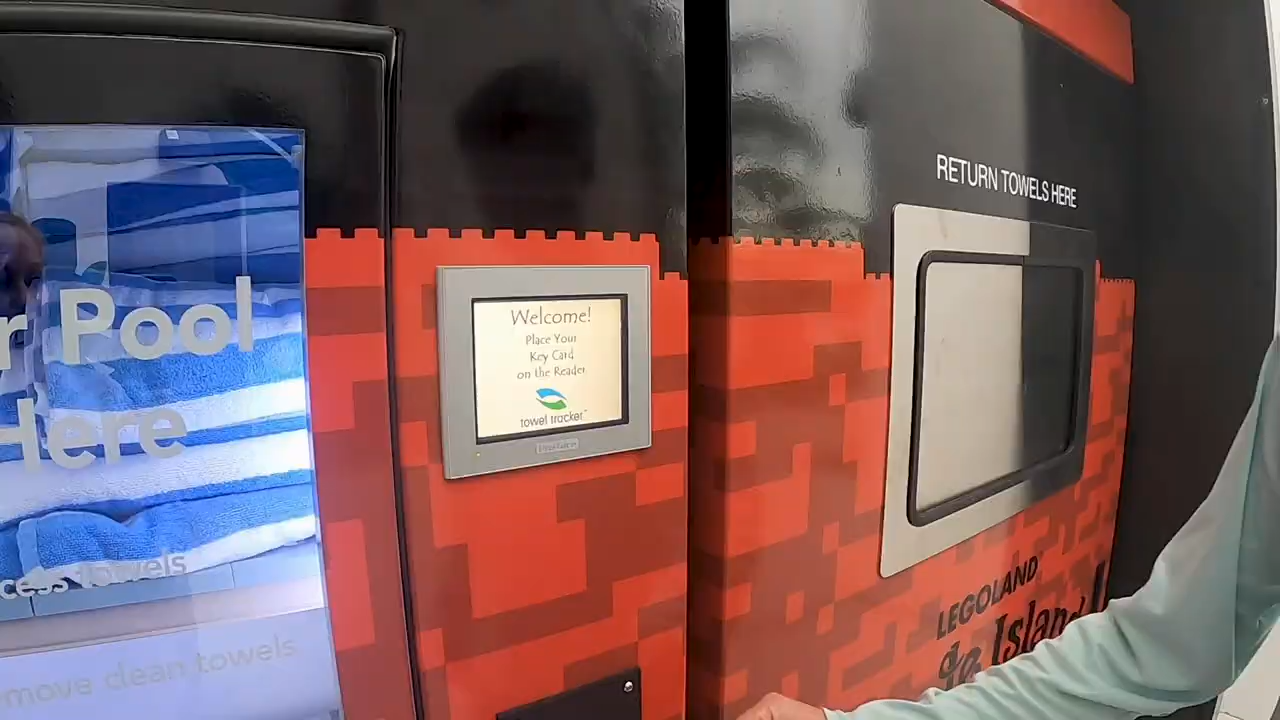 r Pool
Here
cess towels
move clean towels
Welcome!
Place Your
Key Card
on the Reader
towel tracker™
RETURN TOWELS HERE
LEGOLAND
Island